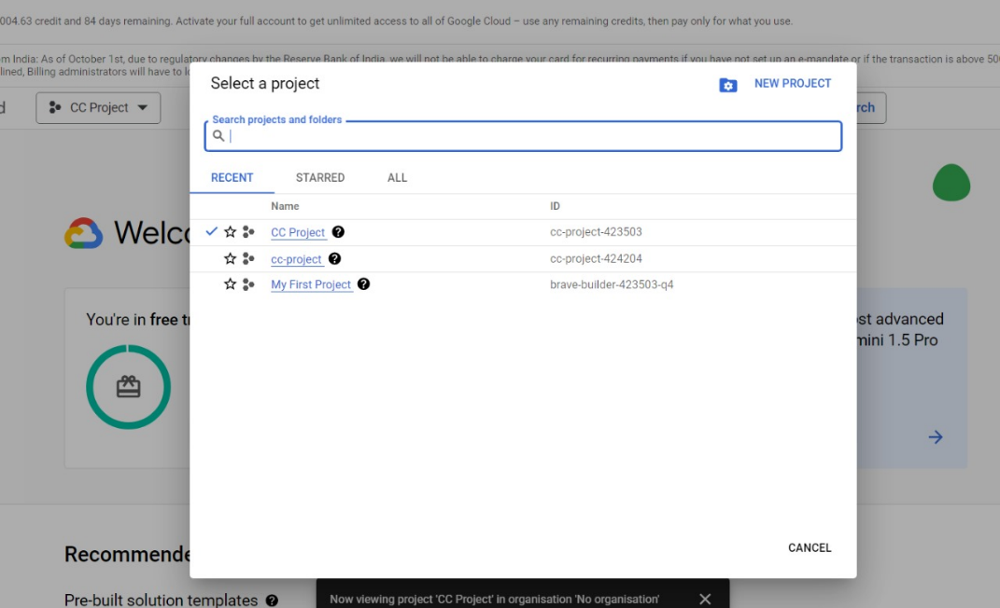 004.63 credit and 84 days remaining. Activate your full account to get unlimited access to all of Google Cloud – use any remaining credits, then pay only for what you use.
m India: As of October 1st, due to regulatory changes by the Reserve Bank of India, we will not be able to charge your card for recurring payments if you have not set up an e-mandate or if the transaction is above 50
lined, Billing administrators will have to
Select a project
NEW PROJECT
d
CC Project
rch
Search projects and folders
RECENT STARRED ALL
Name ID
CC Project cc-project-423503
cc-project cc-project-424204
My First Project brave-builder-423503-q4
Welco
You're in free tr
st advanced
mini 1.5 Pro
CANCEL
Recommende
Pre-built solution templates
Now viewing project 'CC Project' in organisation 'No organisation'